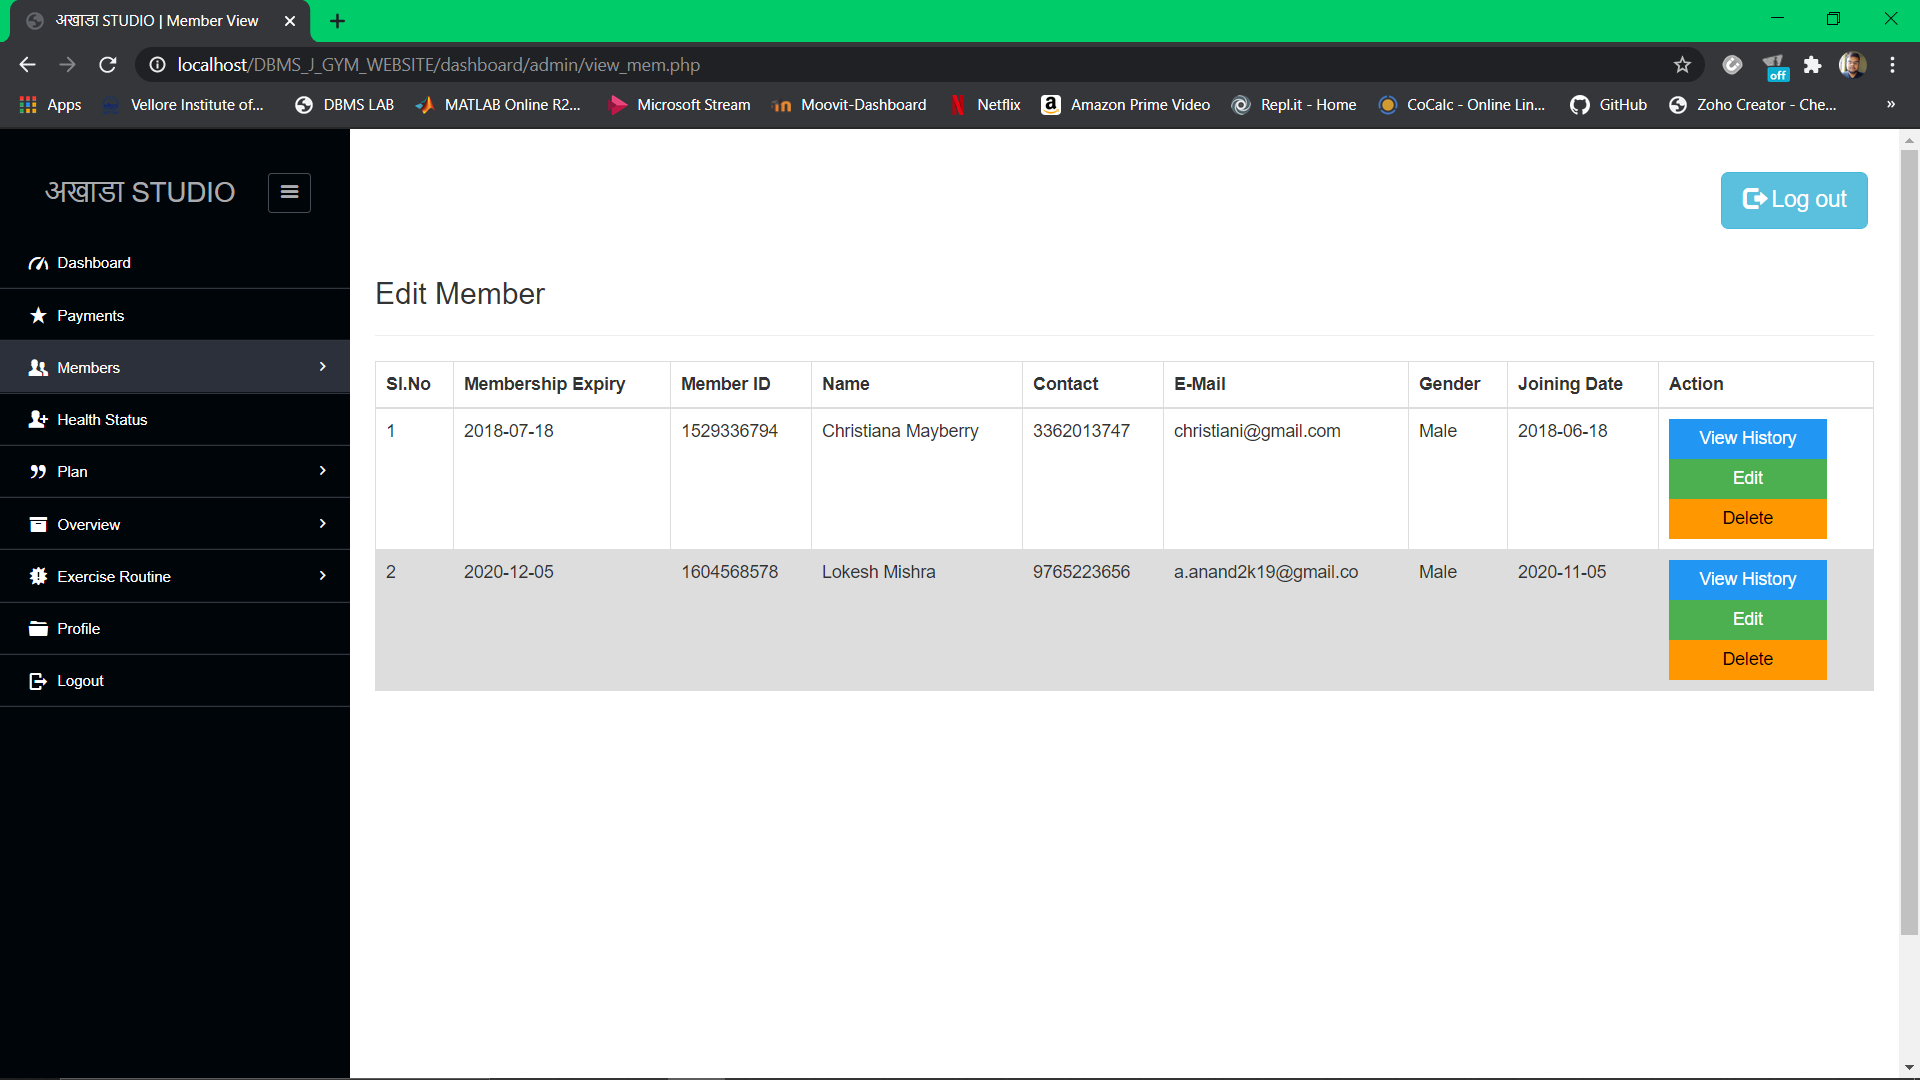 अखाडा STUDIO | Member View
localhost/DBMS_J_GYM_WEBSITE/dashboard/admin/view_mem.php
off
Apps Vellore Institute of... DBMS LAB MATLAB Online R2... Microsoft Stream Moovit-Dashboard Netflix Amazon Prime Video Repl.it - Home CoCalc - Online Lin... GitHub Zoho Creator - Che... »
अखाडा STUDIO
Log out
Dashboard
Payments
Members
Health Status
Plan
Overview
Exercise Routine
Profile
Logout
Edit Member
Sl.No Membership Expiry Member ID Name Contact E-Mail Gender Joining Date Action
1 2018-07-18 1529336794 Christiana Mayberry 3362013747 christiani@gmail.com Male 2018-06-18 View History
Edit
Delete
2 2020-12-05 1604568578 Lokesh Mishra 9765223656 a.anand2k19@gmail.co Male 2020-11-05 View History
Edit
Delete